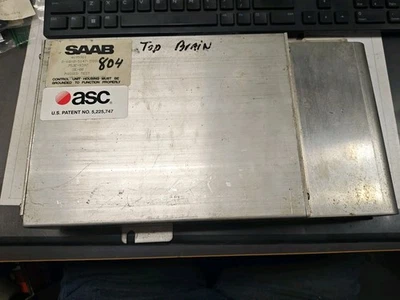 SAAB
804
CONTROL UNIT HOUSING MUST BE
GROUNDED TO FUNCTION PROPERLY
asc
U.S. PATENT NO. 5,225,747
Top Brain